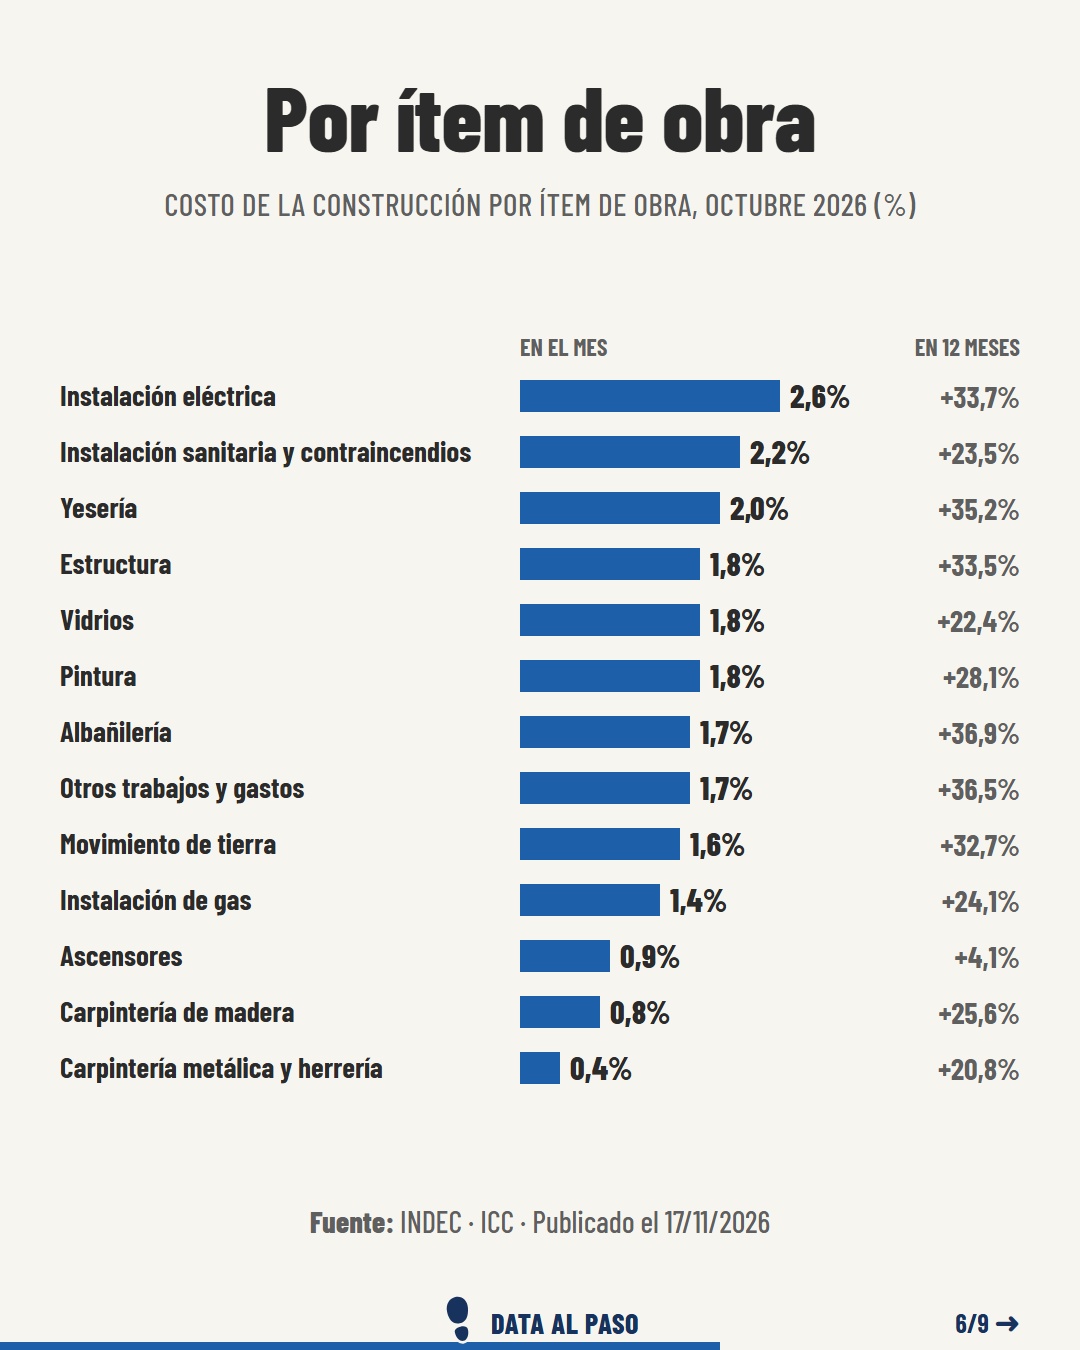 Por ítem de obra
COSTO DE LA CONSTRUCCIÓN POR ÍTEM DE OBRA, OCTUBRE 2026 (%)
EN EL MES EN 12 MESES
Instalación eléctrica 2,6% +33,7%
Instalación sanitaria y contraincendios 2,2% +23,5%
Yesería 2,0% +35,2%
Estructura 1,8% +33,5%
Vidrios 1,8% +22,4%
Pintura 1,8% +28,1%
Albañilería 1,7% +36,9%
Otros trabajos y gastos 1,7% +36,5%
Movimiento de tierra 1,6% +32,7%
Instalación de gas 1,4% +24,1%
Ascensores 0,9% +4,1%
Carpintería de madera 0,8% +25,6%
Carpintería metálica y herrería 0,4% +20,8%
Fuente: INDEC · ICC · Publicado el 17/11/2026
DATA AL PASO 6/9 →